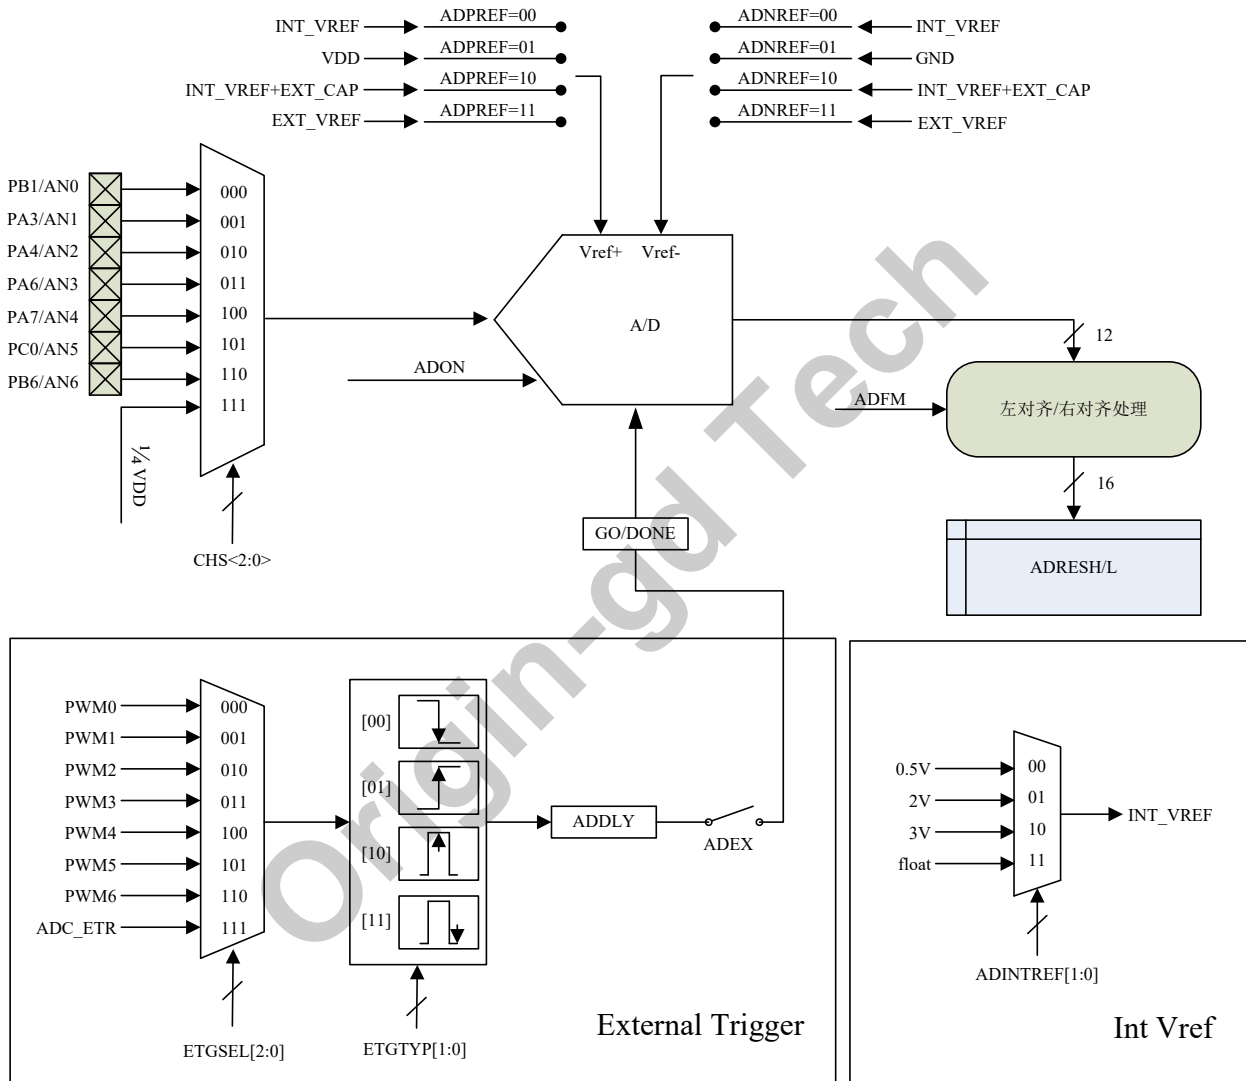 INT_VREF ADPREF=00 ADNREF=00 INT_VREF
VDD ADPREF=01 ADNREF=01 GND
INT_VREF+EXT_CAP ADPREF=10 ADNREF=10 INT_VREF+EXT_CAP
EXT_VREF ADPREF=11 ADNREF=11 EXT_VREF
PB1/AN0 000
PA3/AN1 001
PA4/AN2 010
PA6/AN3 011
PA7/AN4 100
PC0/AN5 101
PB6/AN6 110
111
¼ VDD
CHS<2:0>
Vref+ Vref-
A/D
ADON
12
ADFM
左对齐/右对齐处理
16
GO/DONE
ADRESH/L
PWM0 000
PWM1 001
PWM2 010
PWM3 011
PWM4 100
PWM5 101
PWM6 110
ADC_ETR 111
ETGSEL[2:0]
[00]
[01]
[10]
[11]
ETGTYP[1:0]
ADDLY
ADEX
External Trigger
0.5V 00
2V 01
3V 10
float 11
INT_VREF
ADINTREF[1:0]
Int Vref
Origin-gd Tech